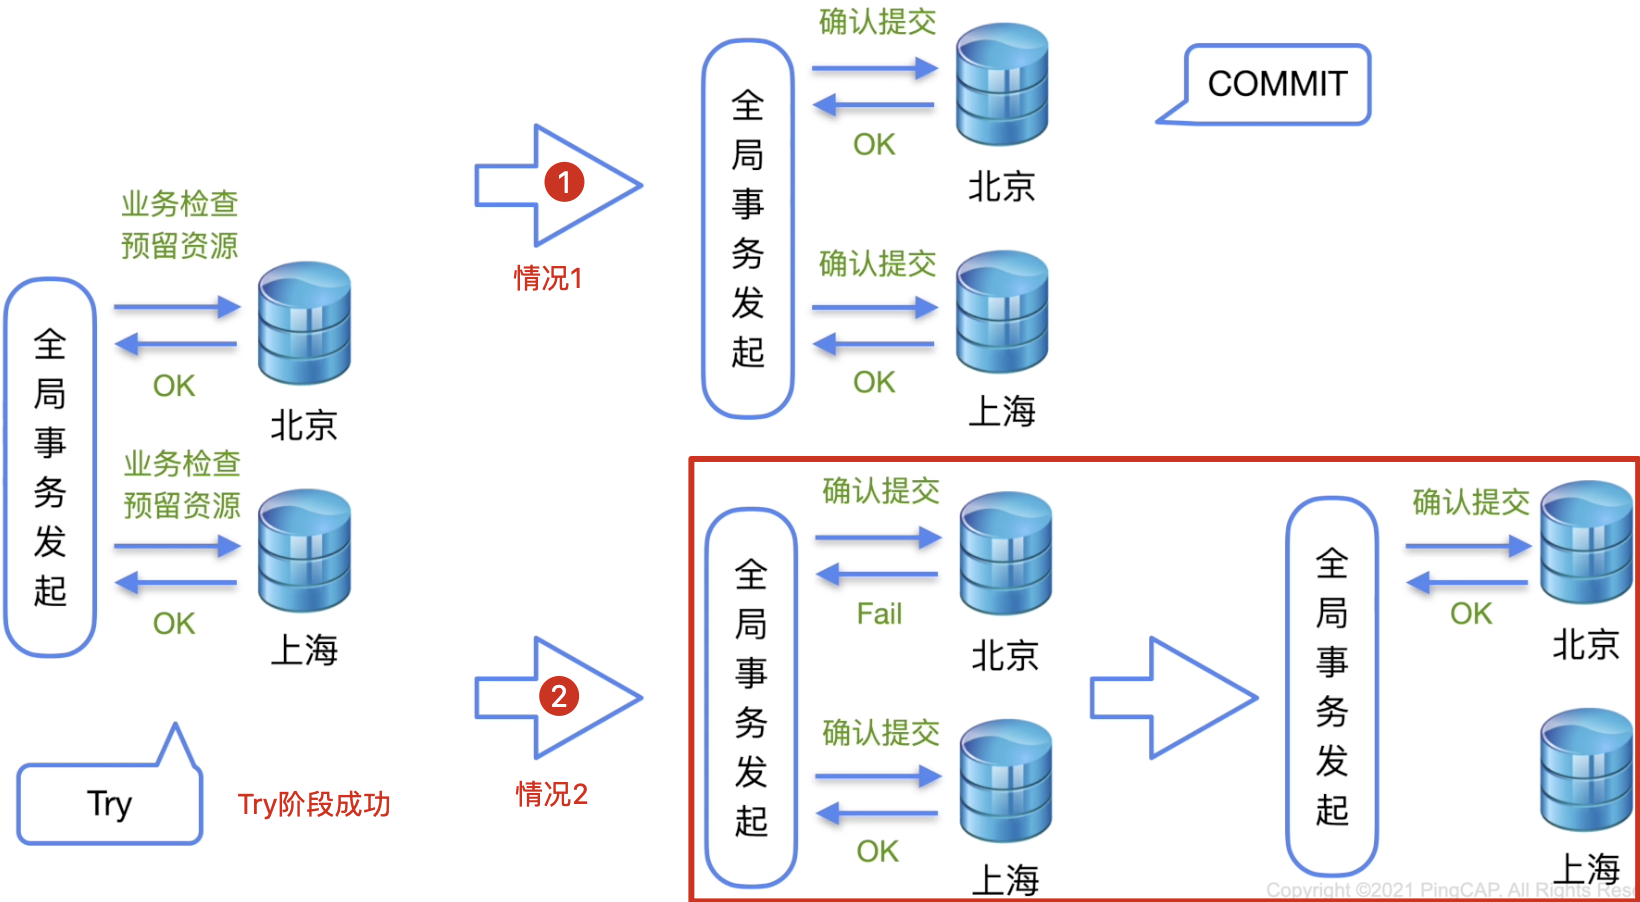 业务检查
预留资源
OK
北京
业务检查
预留资源
OK
上海
全局事务发起
Try
Try阶段成功
1
情况1
全局事务发起
确认提交
OK
北京
确认提交
OK
上海
COMMIT
2
情况2
全局事务发起
确认提交
Fail
北京
确认提交
OK
上海
全局事务发起
确认提交
OK
北京
上海
Copyright ©2021 PingCAP. All Rights Rese